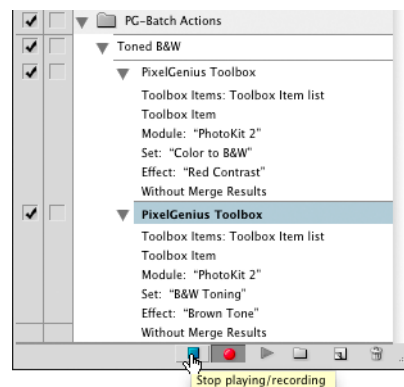 PG-Batch Actions
Toned B&W
PixelGenius Toolbox
Toolbox Items: Toolbox Item list
Toolbox Item
Module: “PhotoKit 2”
Set: “Color to B&W”
Effect: “Red Contrast”
Without Merge Results
PixelGenius Toolbox
Toolbox Items: Toolbox Item list
Toolbox Item
Module: “PhotoKit 2”
Set: “B&W Toning”
Effect: “Brown Tone”
Without Merge Results
Stop playing/recording